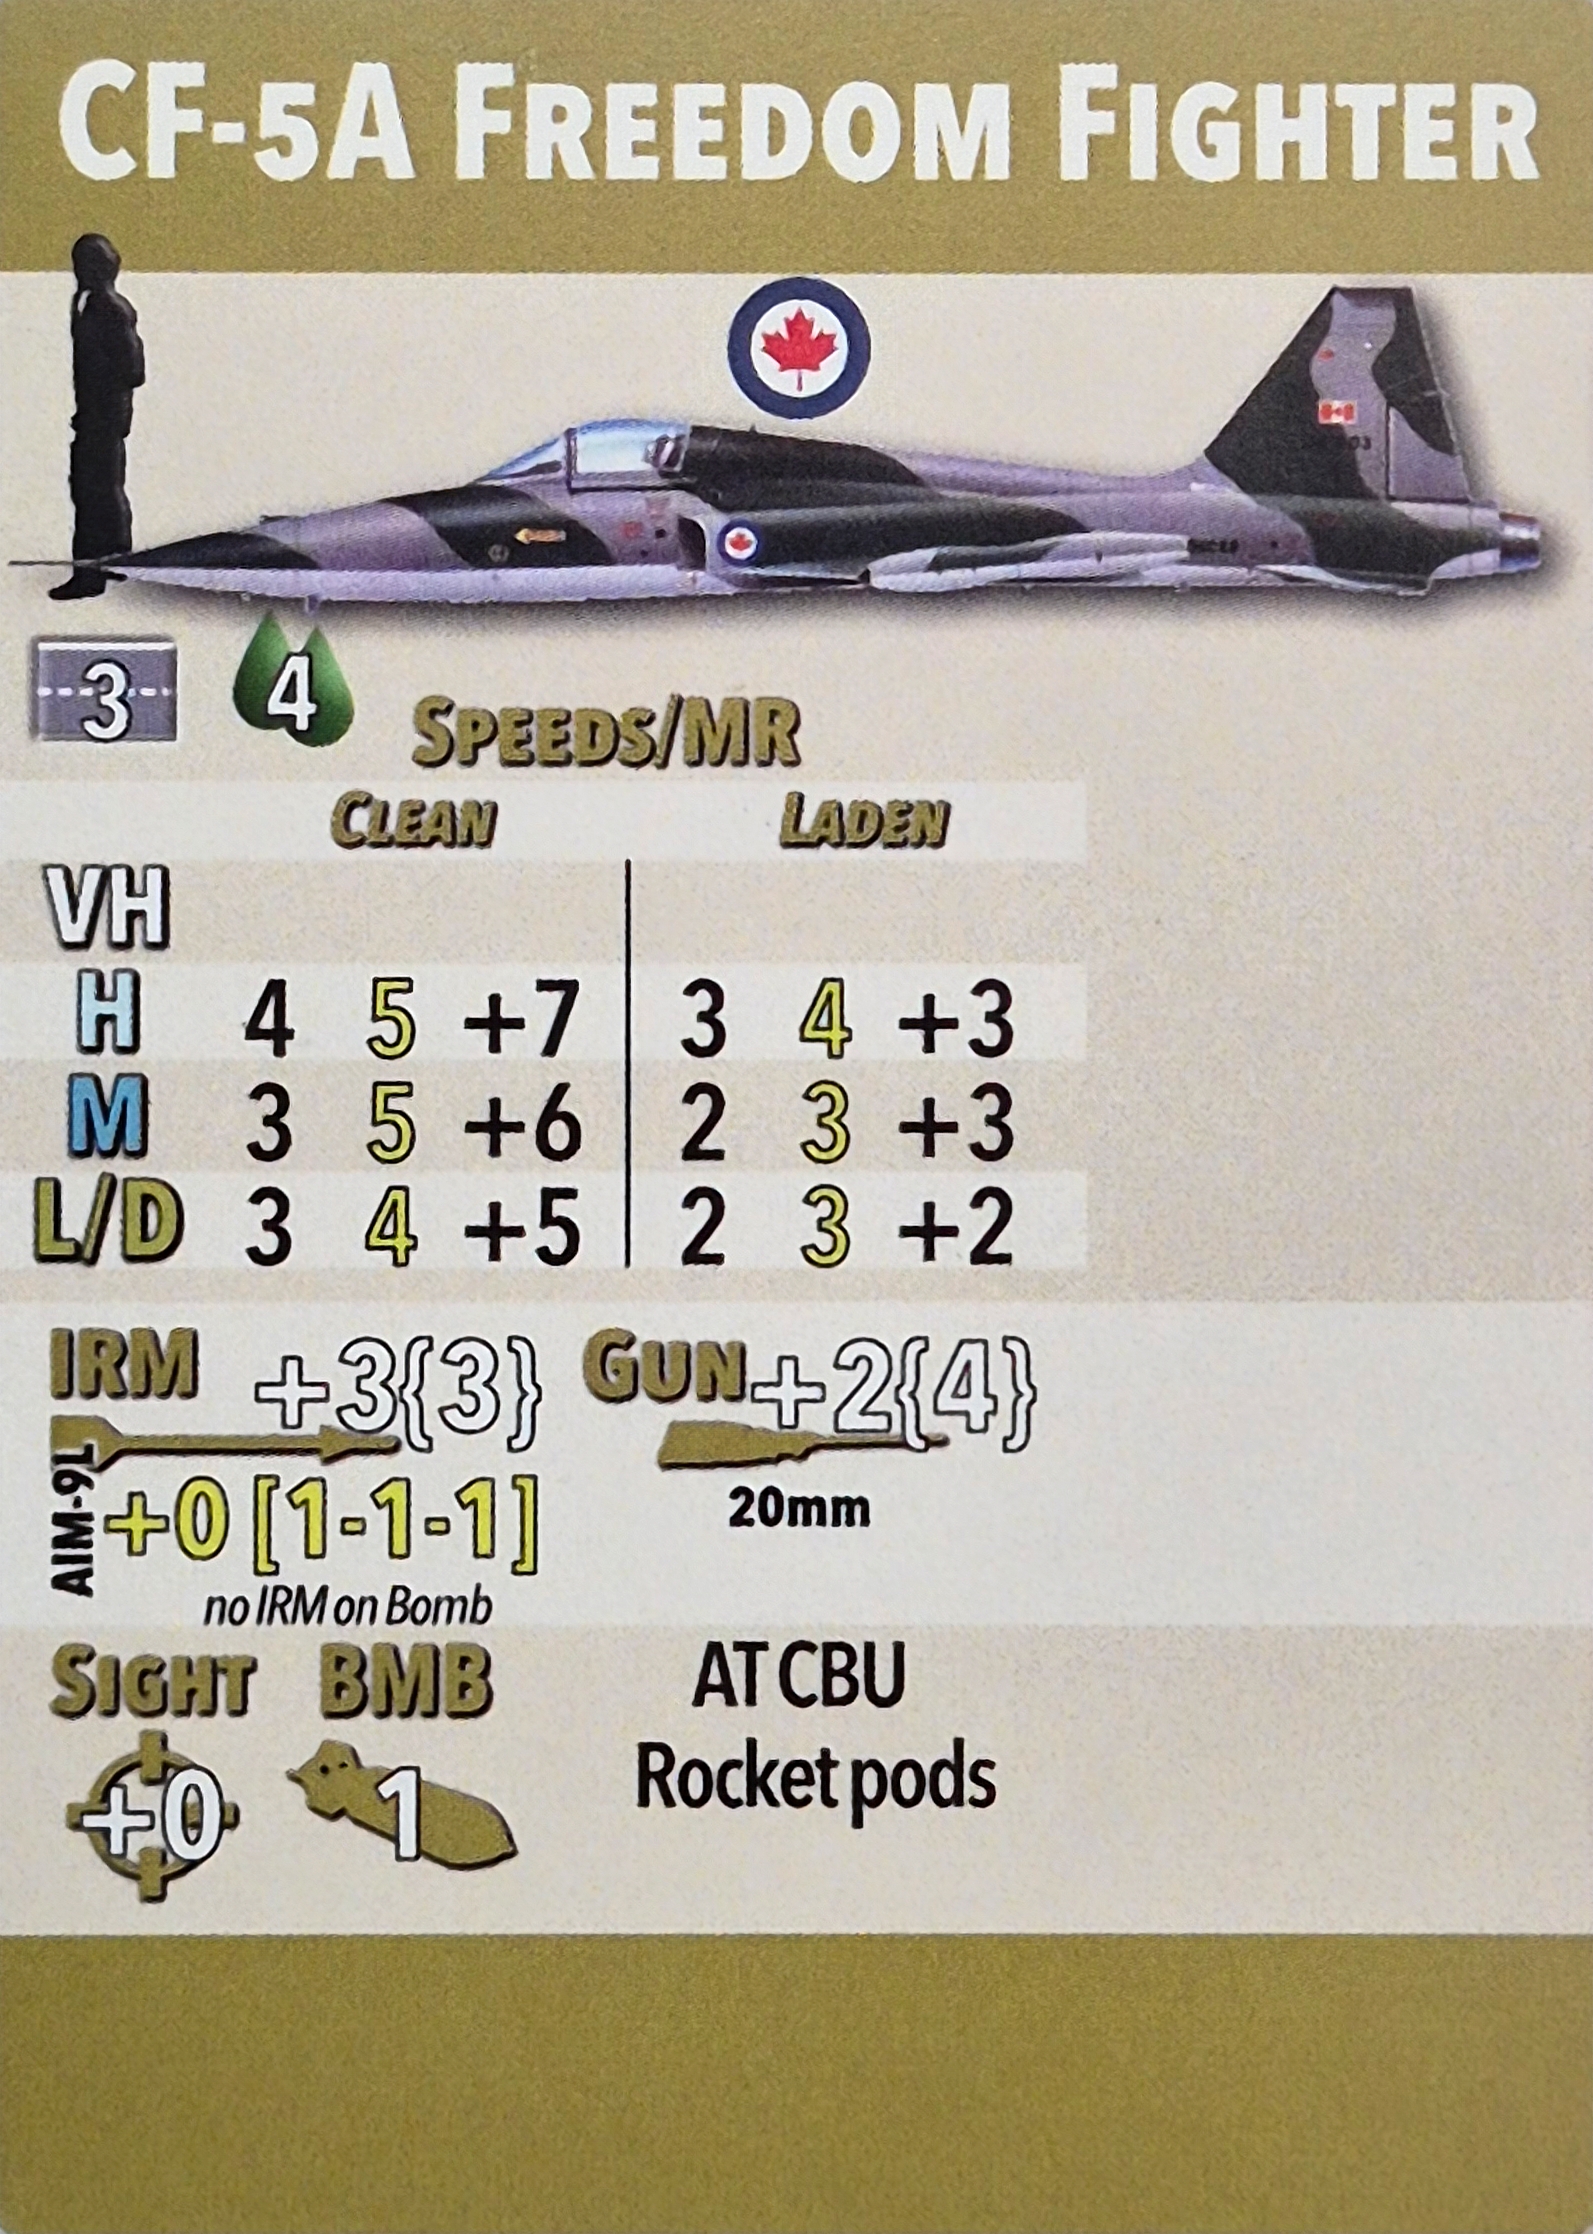 CF-5A FREEDOM FIGHTER
3 4
SPEEDS/MR
CLEAN LADEN
VH
H 4 5 +7 3 4 +3
M 3 5 +6 2 3 +3
L/D 3 4 +5 2 3 +2
IRM +3{3} GUN +2{4}
AIM-9L +0 [1-1-1] 20mm
no IRM on Bomb
SIGHT BMB AT CBU
+0 1 Rocket pods